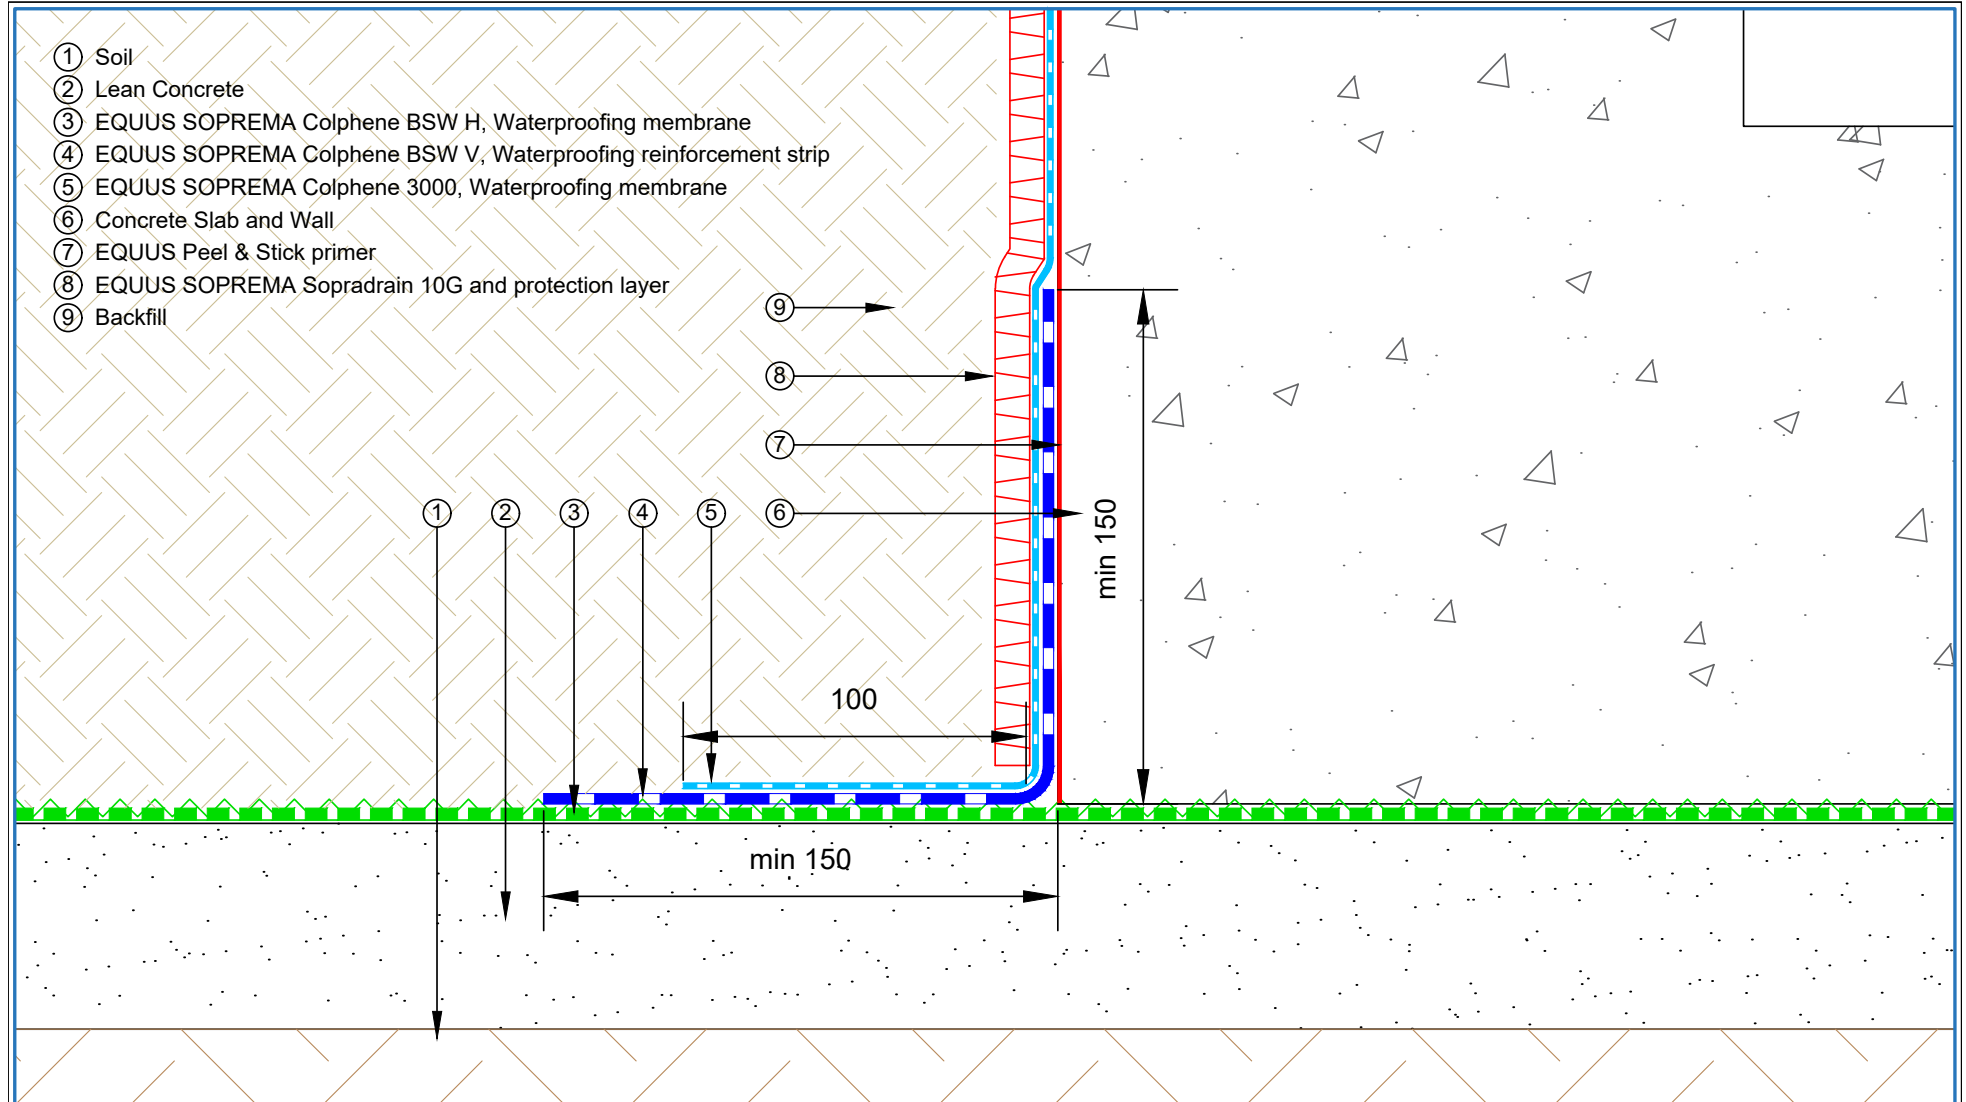 ① Soil
② Lean Concrete
③ EQUUS SOPREMA Colphene BSW H, Waterproofing membrane
④ EQUUS SOPREMA Colphene BSW V, Waterproofing reinforcement strip
⑤ EQUUS SOPREMA Colphene 3000, Waterproofing membrane
⑥ Concrete Slab and Wall
⑦ EQUUS Peel & Stick primer
⑧ EQUUS SOPREMA Sopradrain 10G and protection layer
⑨ Backfill
⑨
⑧
⑦
① ② ③ ④ ⑤ ⑥
min 150
100
min 150